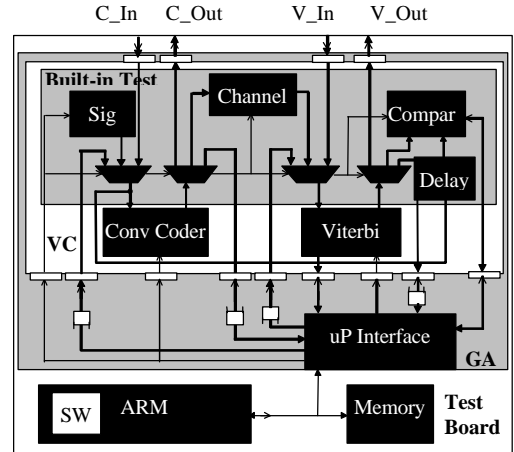 C_In C_Out V_In V_Out
Built-in Test
Channel
Sig
Compar
Delay
Conv Coder
Viterbi
VC
uP Interface
GA
SW
ARM
Memory
Test
Board